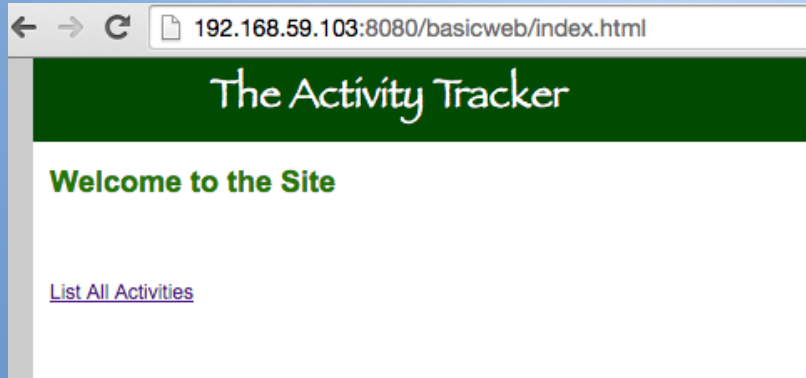 192.168.59.103:8080/basicweb/index.html
The Activity Tracker
Welcome to the Site
List All Activities